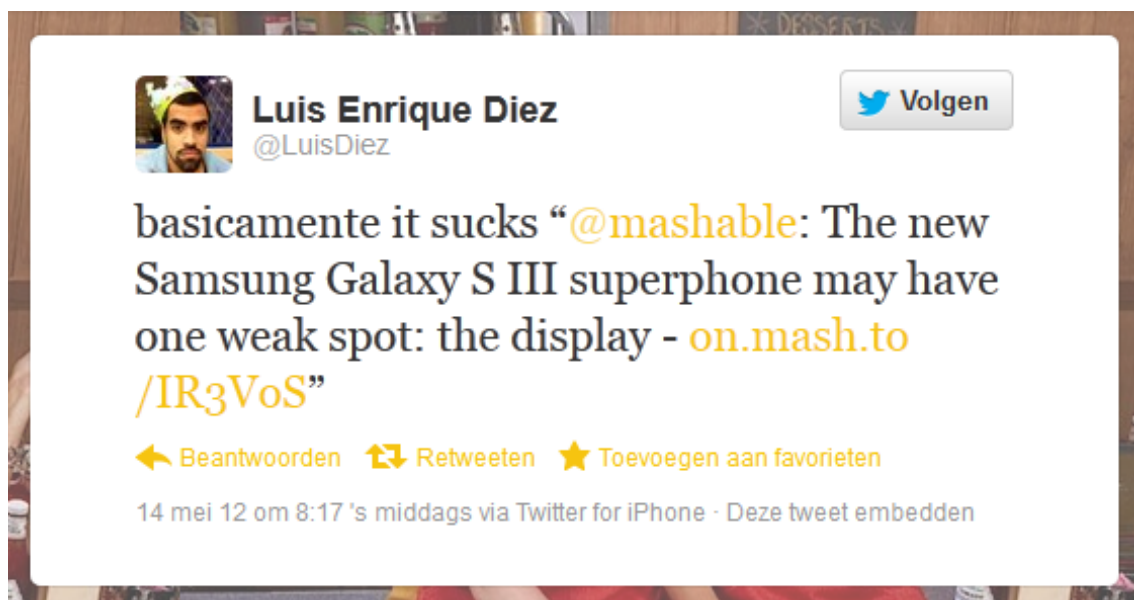 DESSERTS
Luis Enrique Diez
@LuisDiez
Volgen
basicamente it sucks “@mashable: The new
Samsung Galaxy S III superphone may have
one weak spot: the display - on.mash.to
/IR3VoS”
Beantwoorden Retweeten Toevoegen aan favorieten
14 mei 12 om 8:17 's middags via Twitter for iPhone · Deze tweet embedden